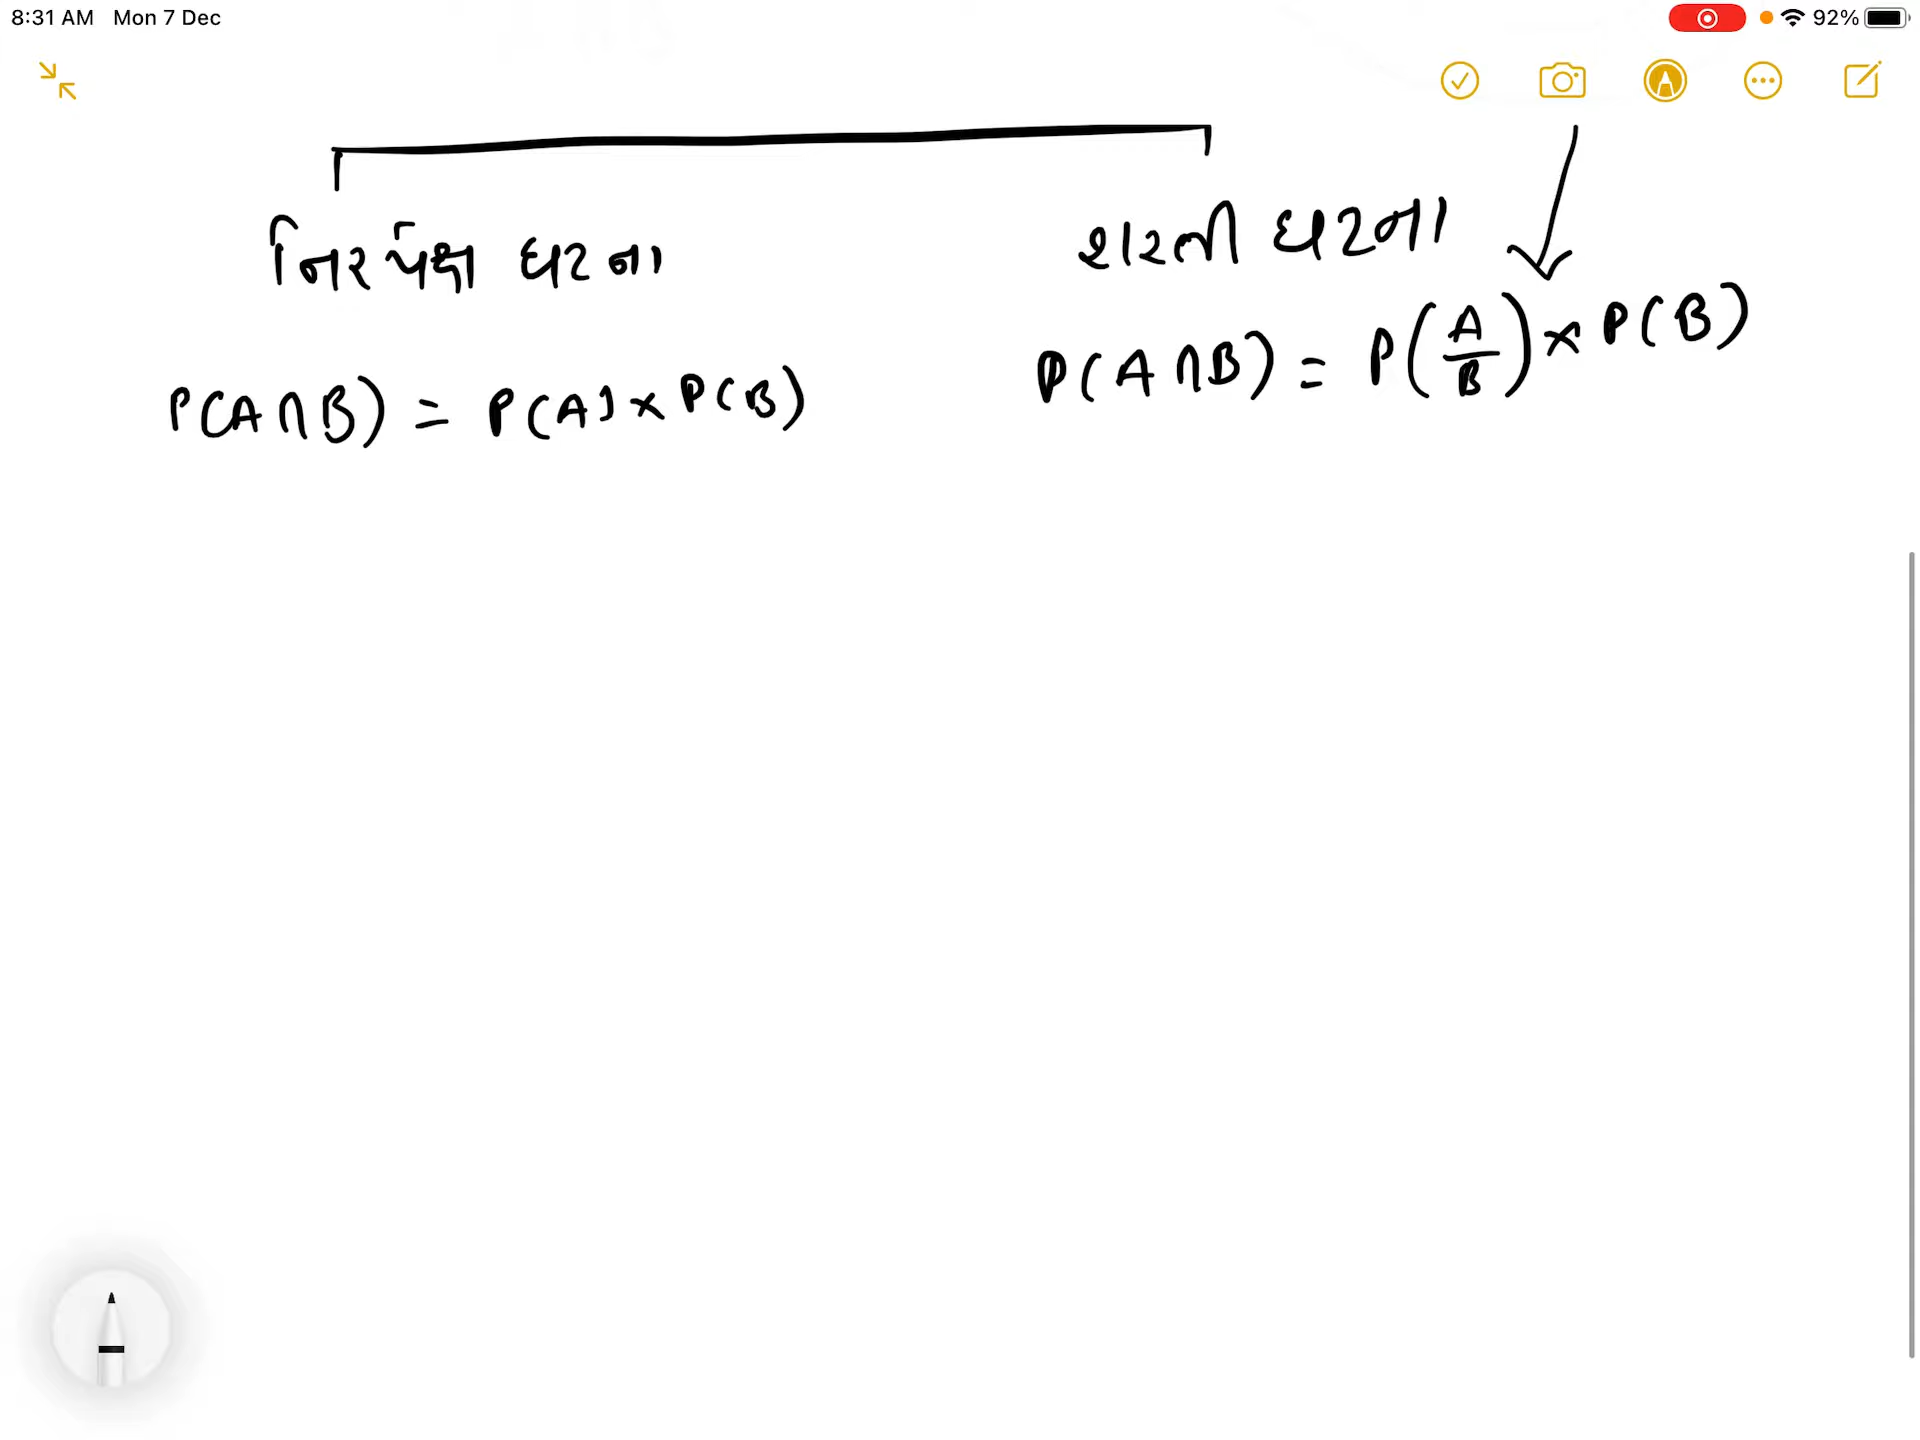 8:31 AM Mon 7 Dec
92%
નિરપેક્ષ ઘટના
શરતી ઘટના
P(A∩B) = P(A) × P(B)
P(A∩B) = P(A/B) × P(B)